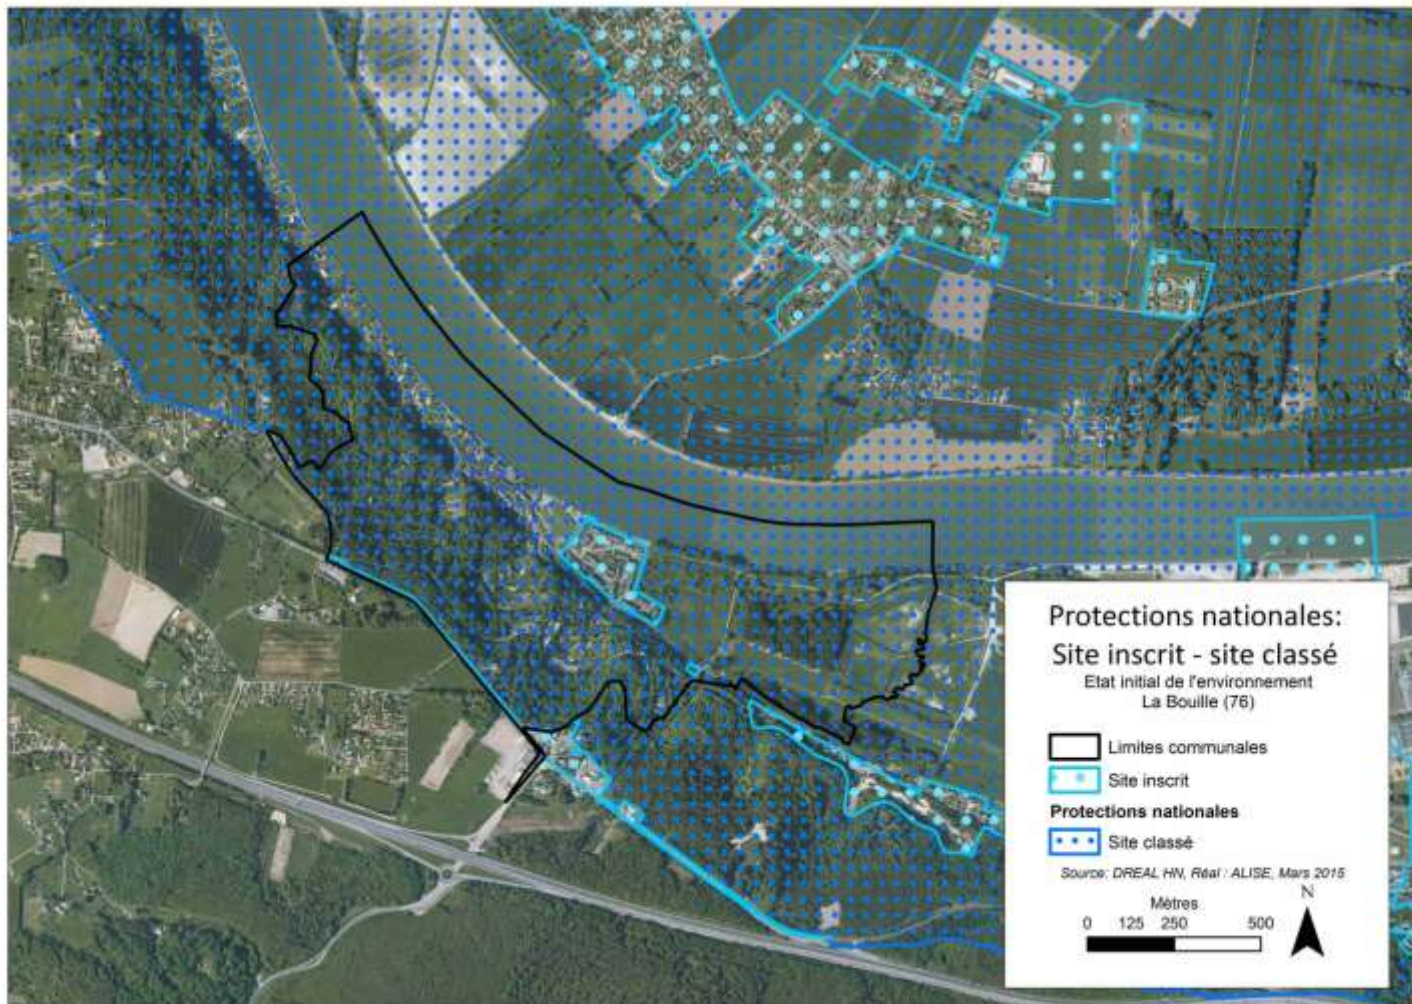 Protections nationales:
Site inscrit - site classé
Etat initial de l'environnement
La Bouille (76)
Limites communales
Site inscrit
Protections nationales
Site classé
Source: DREAL HN, Réal : ALISE, Mars 2015
N
Mètres
0 125 250 500